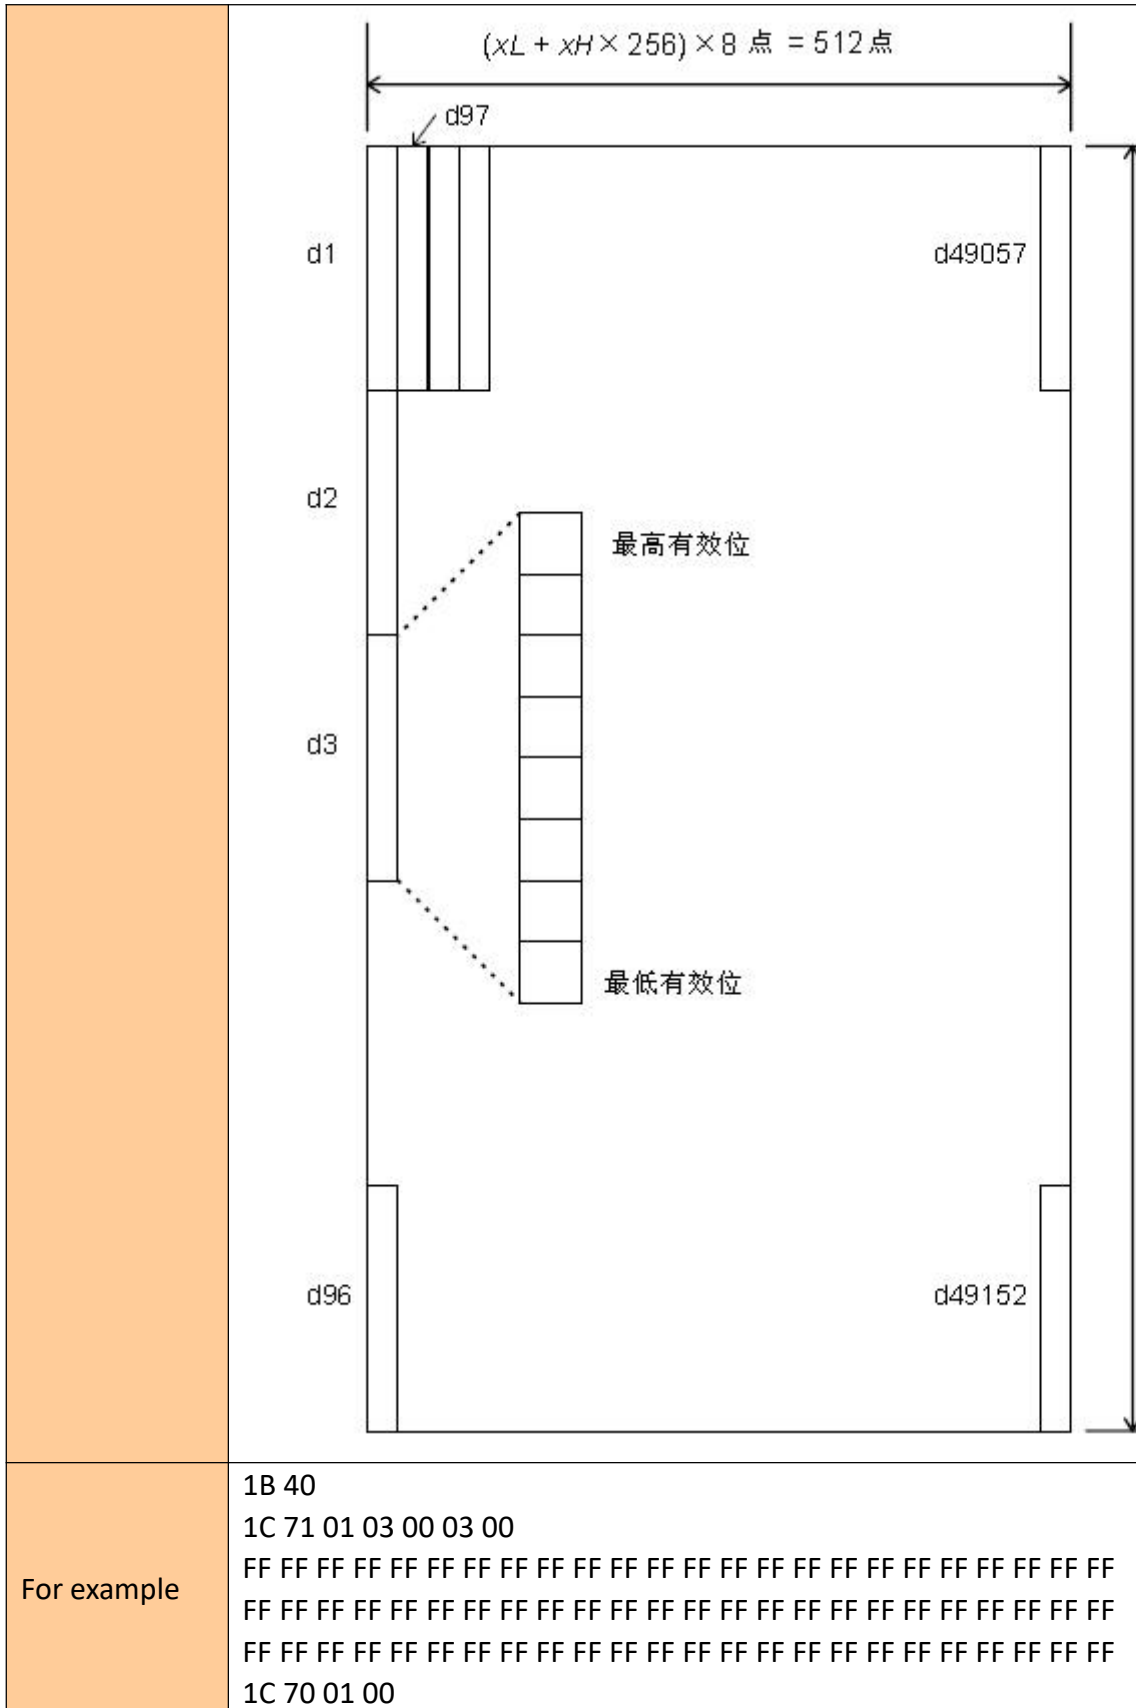 (xL + xH × 256) × 8 点 = 512 点
d97
d1
d49057
d2
最高有效位
d3
最低有效位
d96
d49152
For example
1B 40
1C 71 01 03 00 03 00
FF FF FF FF FF FF FF FF FF FF FF FF FF FF FF FF FF FF FF FF FF FF FF FF
FF FF FF FF FF FF FF FF FF FF FF FF FF FF FF FF FF FF FF FF FF FF FF FF
FF FF FF FF FF FF FF FF FF FF FF FF FF FF FF FF FF FF FF FF FF FF FF FF
1C 70 01 00